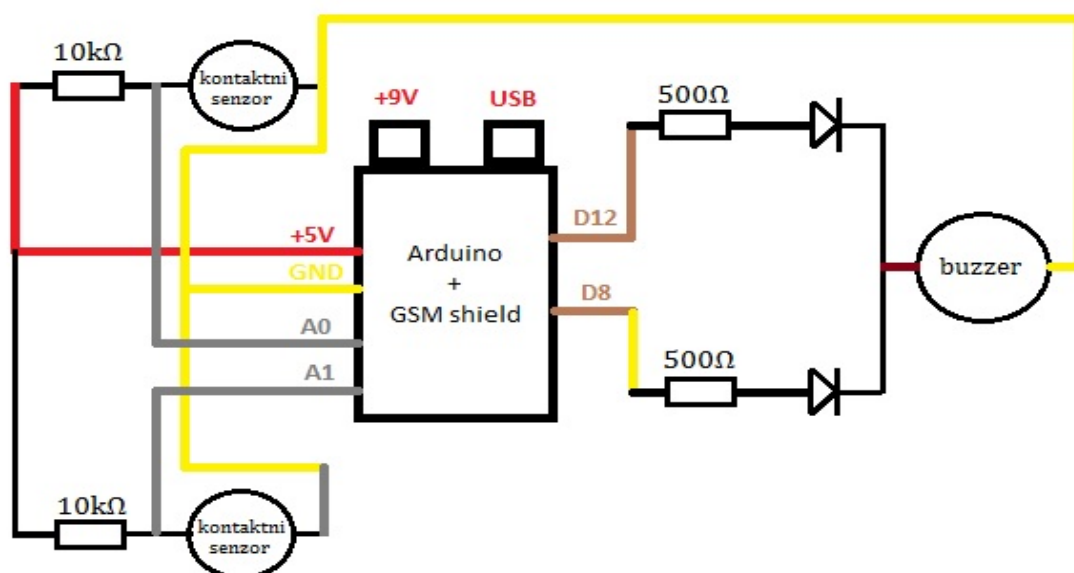 10kΩ
kontaktni
senzor
+9V
USB
500Ω
D12
+5V
Arduino
+
GSM shield
GND
buzzer
D8
A0
A1
500Ω
10kΩ
kontaktni
senzor